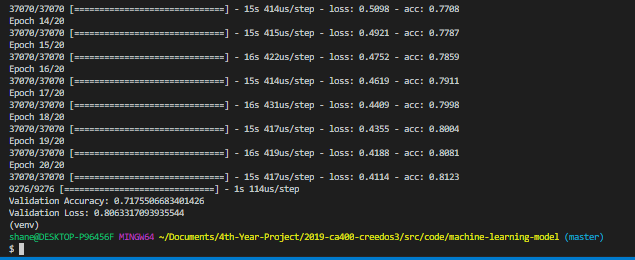 37070/37070 [==============================] - 15s 414us/step - loss: 0.5098 - acc: 0.7708
Epoch 14/20
37070/37070 [==============================] - 15s 415us/step - loss: 0.4921 - acc: 0.7787
Epoch 15/20
37070/37070 [==============================] - 16s 422us/step - loss: 0.4752 - acc: 0.7859
Epoch 16/20
37070/37070 [==============================] - 15s 414us/step - loss: 0.4619 - acc: 0.7911
Epoch 17/20
37070/37070 [==============================] - 16s 431us/step - loss: 0.4409 - acc: 0.7998
Epoch 18/20
37070/37070 [==============================] - 15s 417us/step - loss: 0.4355 - acc: 0.8004
Epoch 19/20
37070/37070 [==============================] - 16s 419us/step - loss: 0.4188 - acc: 0.8081
Epoch 20/20
37070/37070 [==============================] - 15s 417us/step - loss: 0.4114 - acc: 0.8123
9276/9276 [==============================] - 1s 114us/step
Validation Accuracy: 0.7175506683401426
Validation Loss: 0.8063317093935544
(venv)
shane@DESKTOP-P96456F MINGW64 ~/Documents/4th-Year-Project/2019-ca400-creedos3/src/code/machine-learning-model (master)
$